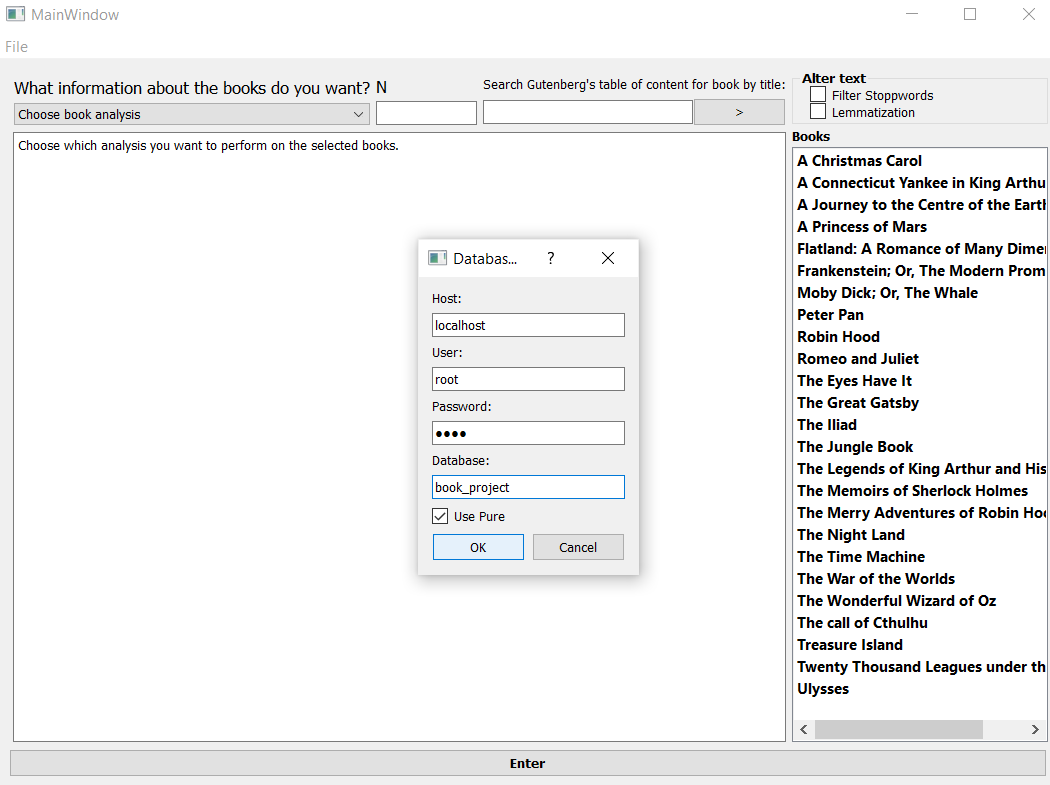 MainWindow
File
What information about the books do you want? N
Search Gutenberg's table of content for book by title:
Choose book analysis
>
Alter text
Filter Stoppwords
Lemmatization
Choose which analysis you want to perform on the selected books.
Books
A Christmas Carol
A Connecticut Yankee in King Arthu
A Journey to the Centre of the Earth
A Princess of Mars
Flatland: A Romance of Many Dimen
Frankenstein; Or, The Modern Prom
Moby Dick; Or, The Whale
Peter Pan
Robin Hood
Romeo and Juliet
The Eyes Have It
The Great Gatsby
The Iliad
The Jungle Book
The Legends of King Arthur and His
The Memoirs of Sherlock Holmes
The Merry Adventures of Robin Hoo
The Night Land
The Time Machine
The War of the Worlds
The Wonderful Wizard of Oz
The call of Cthulhu
Treasure Island
Twenty Thousand Leagues under th
Ulysses
Databas... ?
Host:
localhost
User:
root
Password:
●●●●
Database:
book_project
Use Pure
OK Cancel
Enter